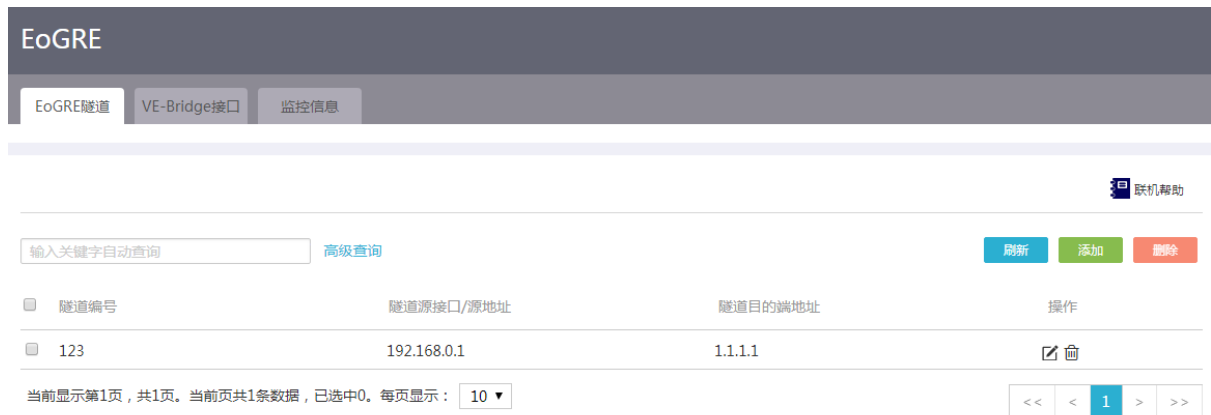 EoGRE
EoGRE隧道 VE-Bridge接口 监控信息
联机帮助
输入关键字自动查询 高级查询 刷新 添加 删除
隧道编号 隧道源接口/源地址 隧道目的端地址 操作
123 192.168.0.1 1.1.1.1
当前显示第1页，共1页。当前页共1条数据，已选中0。每页显示： 10 << < 1 > >>